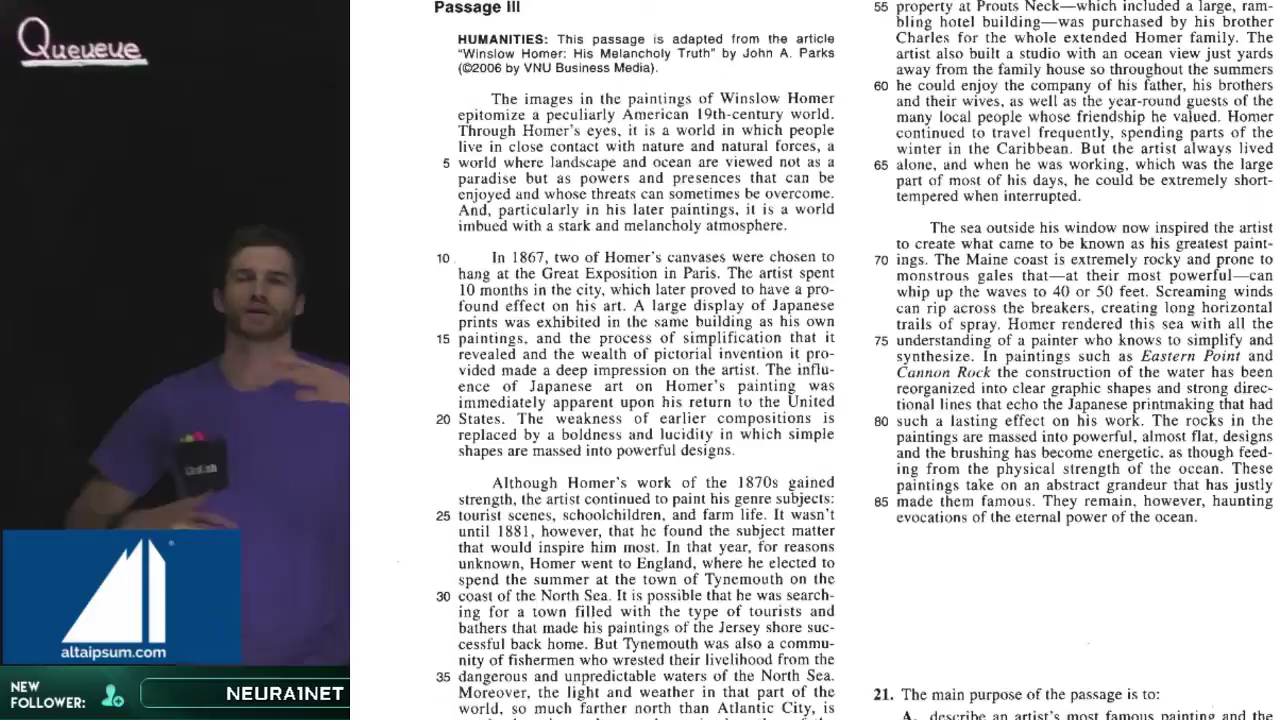 Queueue
KiwiCo
altaipsum.com
NEW
FOLLOWER:
NEURA1NET
Passage III
HUMANITIES: This passage is adapted from the article
"Winslow Homer: His Melancholy Truth" by John A. Parks
(©2006 by VNU Business Media).
The images in the paintings of Winslow Homer
epitomize a peculiarly American 19th-century world.
Through Homer's eyes, it is a world in which people
live in close contact with nature and natural forces, a
5 world where landscape and ocean are viewed not as a
paradise but as powers and presences that can be
enjoyed and whose threats can sometimes be overcome.
And, particularly in his later paintings, it is a world
imbued with a stark and melancholy atmosphere.
10 In 1867, two of Homer's canvases were chosen to
hang at the Great Exposition in Paris. The artist spent
10 months in the city, which later proved to have a pro-
found effect on his art. A large display of Japanese
prints was exhibited in the same building as his own
15 paintings, and the process of simplification that it
revealed and the wealth of pictorial invention it pro-
vided made a deep impression on the artist. The influ-
ence of Japanese art on Homer's painting was
immediately apparent upon his return to the United
20 States. The weakness of earlier compositions is
replaced by a boldness and lucidity in which simple
shapes are massed into powerful designs.
Although Homer's work of the 1870s gained
strength, the artist continued to paint his genre subjects:
25 tourist scenes, schoolchildren, and farm life. It wasn't
until 1881, however, that he found the subject matter
that would inspire him most. In that year, for reasons
unknown, Homer went to England, where he elected to
spend the summer at the town of Tynemouth on the
30 coast of the North Sea. It is possible that he was search-
ing for a town filled with the type of tourists and
bathers that made his paintings of the Jersey shore suc-
cessful back home. But Tynemouth was also a commu-
nity of fishermen who wrested their livelihood from the
35 dangerous and unpredictable waters of the North Sea.
Moreover, the light and weather in that part of the
world, so much farther north than Atlantic City, is
55 property at Prouts Neck—which included a large, ram-
bling hotel building—was purchased by his brother
Charles for the whole extended Homer family. The
artist also built a studio with an ocean view just yards
away from the family house so throughout the summers
60 he could enjoy the company of his father, his brothers
and their wives, as well as the year-round guests of the
many local people whose friendship he valued. Homer
continued to travel frequently, spending parts of the
winter in the Caribbean. But the artist always lived
65 alone, and when he was working, which was the large
part of most of his days, he could be extremely short-
tempered when interrupted.
The sea outside his window now inspired the artist
to create what came to be known as his greatest paint-
70 ings. The Maine coast is extremely rocky and prone to
monstrous gales that—at their most powerful—can
whip up the waves to 40 or 50 feet. Screaming winds
can rip across the breakers, creating long horizontal
trails of spray. Homer rendered this sea with all the
75 understanding of a painter who knows to simplify and
synthesize. In paintings such as Eastern Point and
Cannon Rock the construction of the water has been
reorganized into clear graphic shapes and strong direc-
tional lines that echo the Japanese printmaking that had
80 such a lasting effect on his work. The rocks in the
paintings are massed into powerful, almost flat, designs
and the brushing has become energetic, as though feed-
ing from the physical strength of the ocean. These
paintings take on an abstract grandeur that has justly
85 made them famous. They remain, however, haunting
evocations of the eternal power of the ocean.
21. The main purpose of the passage is to:
A. describe an artist's most famous painting and the